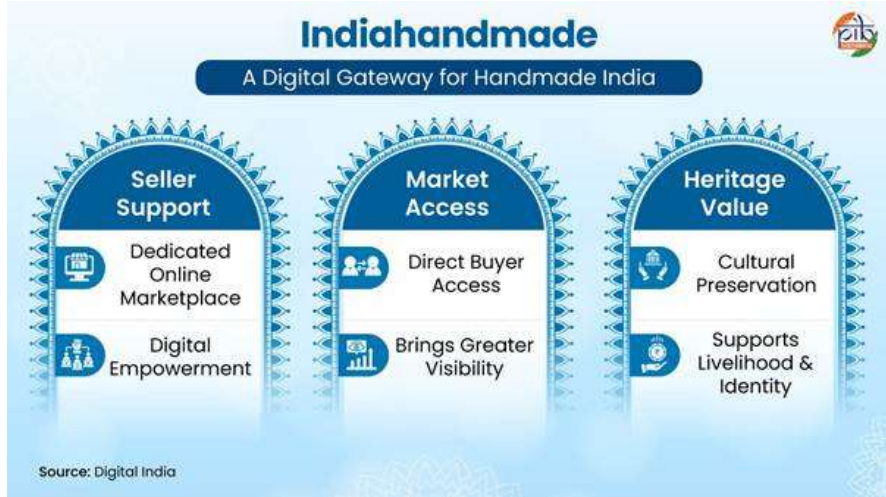 Indiahandmade
pib
A Digital Gateway for Handmade India
Seller
Support
Dedicated
Online
Marketplace
Digital
Empowerment
Market
Access
Direct Buyer
Access
Brings Greater
Visibility
Heritage
Value
Cultural
Preservation
Supports
Livelihood &
Identity
Source: Digital India